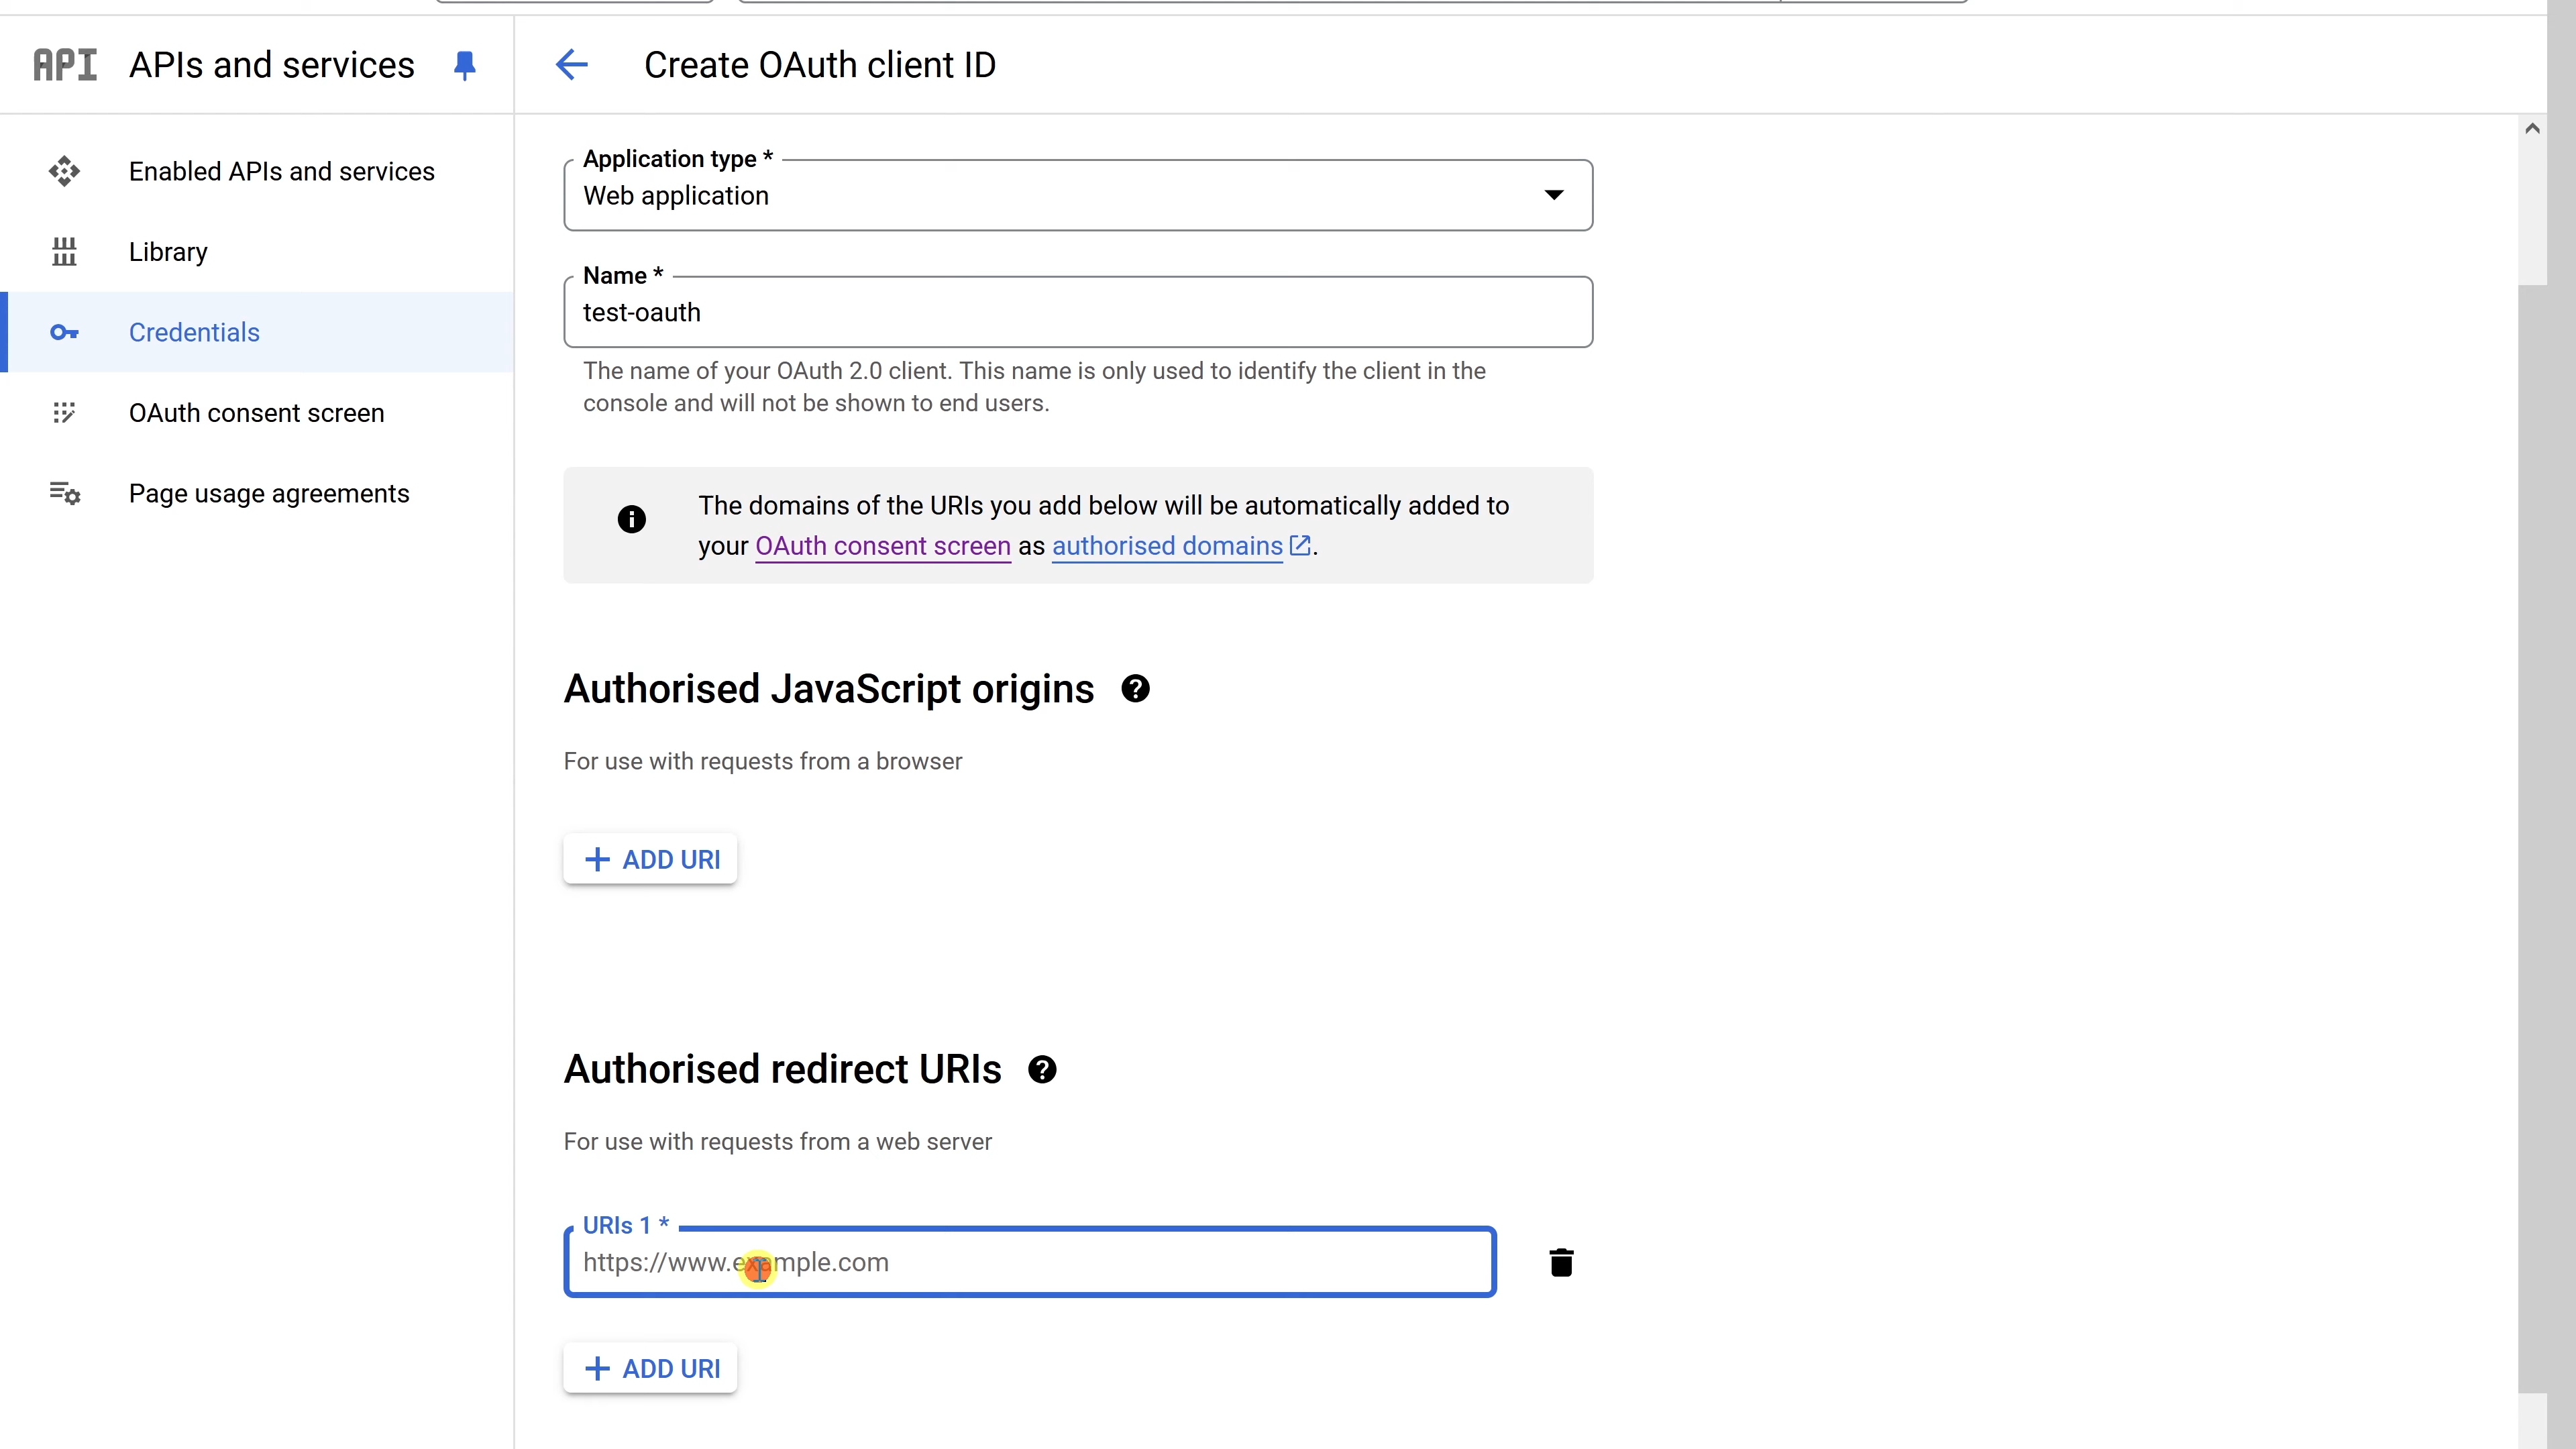 API APIs and services
Create OAuth client ID
Enabled APIs and services
Library
Credentials
OAuth consent screen
Page usage agreements
Application type *
Web application
Name *
test-oauth
The name of your OAuth 2.0 client. This name is only used to identify the client in the
console and will not be shown to end users.
The domains of the URIs you add below will be automatically added to
your OAuth consent screen as authorised domains.
Authorised JavaScript origins
For use with requests from a browser
ADD URI
Authorised redirect URIs
For use with requests from a web server
URIs 1 *
https://www.example.com
ADD URI